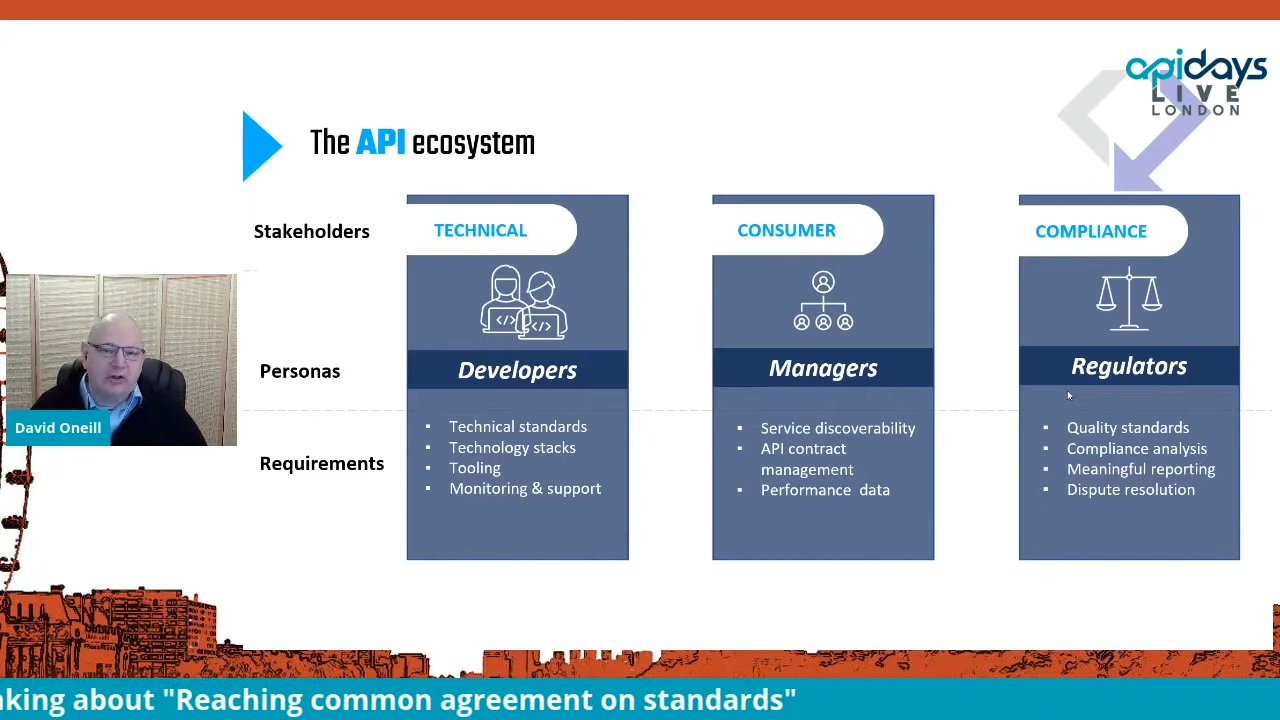 apidays
LIVE
LONDON
The API ecosystem
Stakeholders
TECHNICAL
CONSUMER
COMPLIANCE
</>
</>
Personas
Developers
Managers
Regulators
David Oneill
Requirements
▪ Technical standards
▪ Technology stacks
▪ Tooling
▪ Monitoring & support
▪ Service discoverability
▪ API contract
management
▪ Performance data
▪ Quality standards
▪ Compliance analysis
▪ Meaningful reporting
▪ Dispute resolution
about "Reaching common agreement on standards"